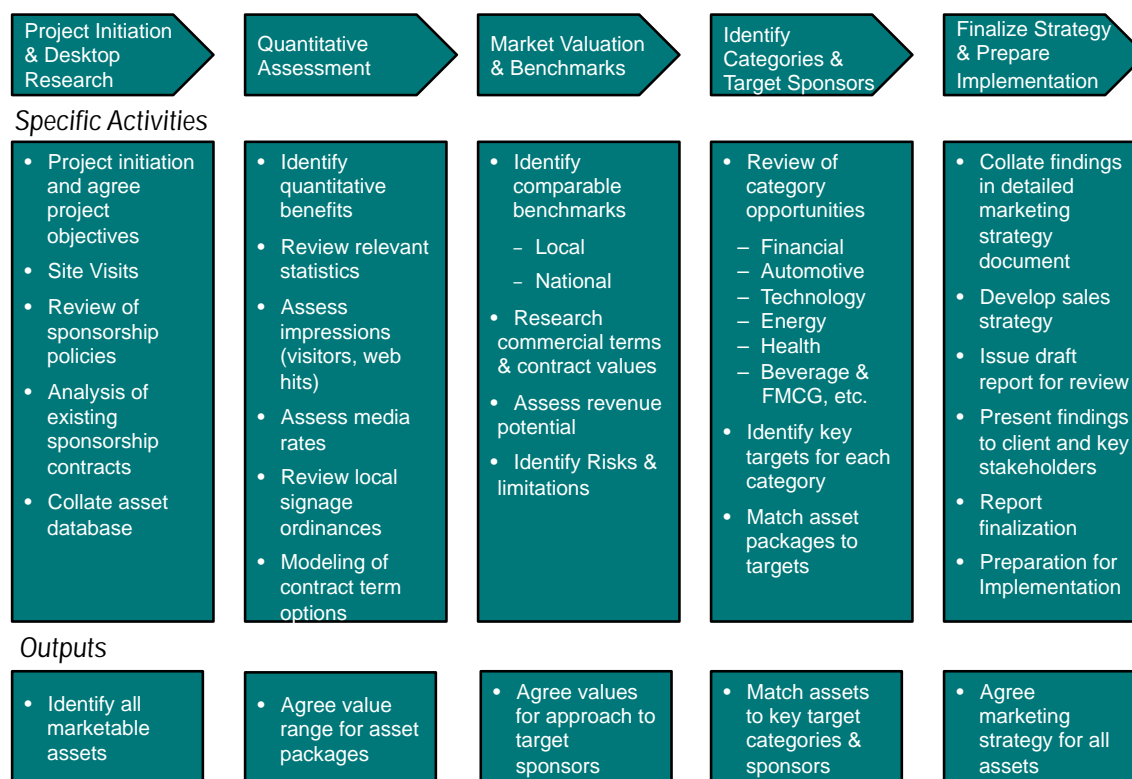 Project Initiation
& Desktop
Research
Quantitative
Assessment
Market Valuation
& Benchmarks
Identify
Categories &
Target Sponsors
Finalize Strategy
& Prepare
Implementation
Specific Activities
• Project initiation
and agree
project
objectives
• Site Visits
• Review of
sponsorship
policies
• Analysis of
existing
sponsorship
contracts
• Collate asset
database
• Identify
quantitative
benefits
• Review relevant
statistics
• Assess
impressions
(visitors, web
hits)
• Assess media
rates
• Review local
signage
ordinances
• Modeling of
contract term
options
• Identify
comparable
benchmarks
– Local
– National
• Research
commercial terms
& contract values
• Assess revenue
potential
• Identify Risks &
limitations
• Review of
category
opportunities
– Financial
– Automotive
– Technology
– Energy
– Health
– Beverage &
FMCG, etc.
• Identify key
targets for each
category
• Match asset
packages to
targets
• Collate findings
in detailed
marketing
strategy
document
• Develop sales
strategy
• Issue draft
report for review
• Present findings
to client and key
stakeholders
• Report
finalization
• Preparation for
Implementation
Outputs
• Identify all
marketable
assets
• Agree value
range for asset
packages
• Agree values
for approach to
target
sponsors
• Match assets
to key target
categories &
sponsors
• Agree
marketing
strategy for all
assets